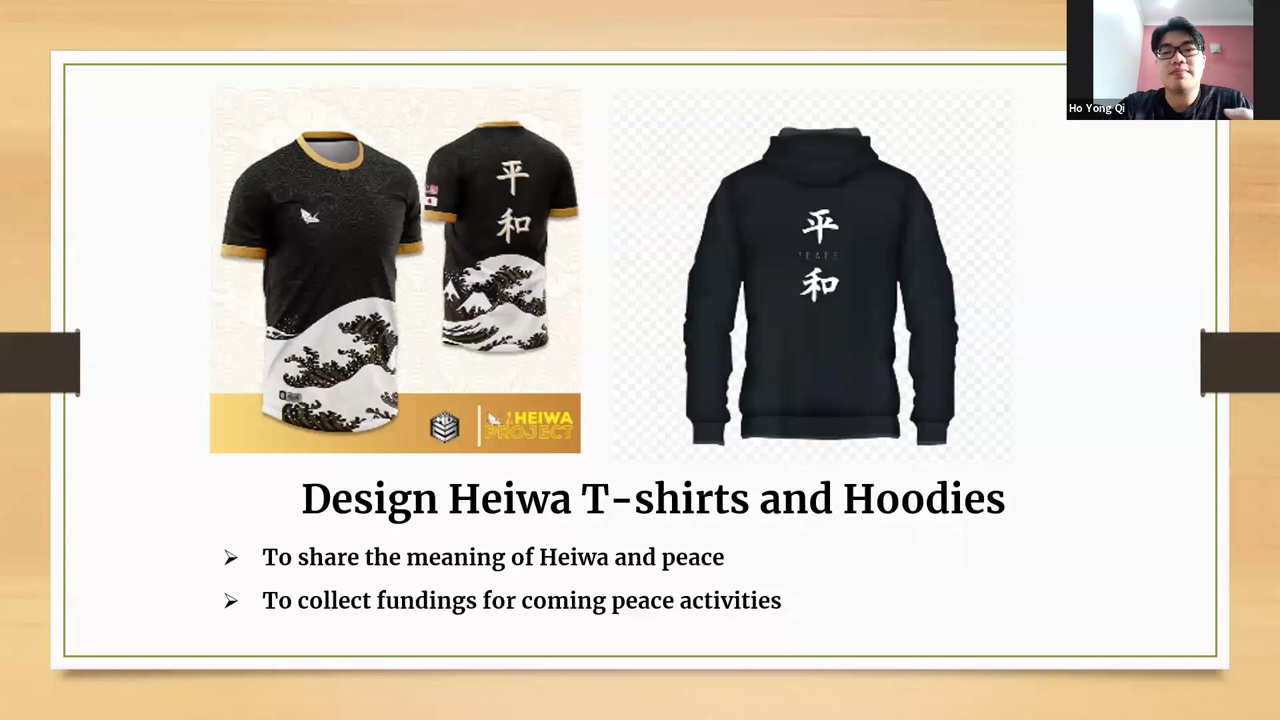 Ho Yong Qi
平
和
HEIWA
PROJECT
平
PEACE
和
Design Heiwa T-shirts and Hoodies
To share the meaning of Heiwa and peace
To collect fundings for coming peace activities